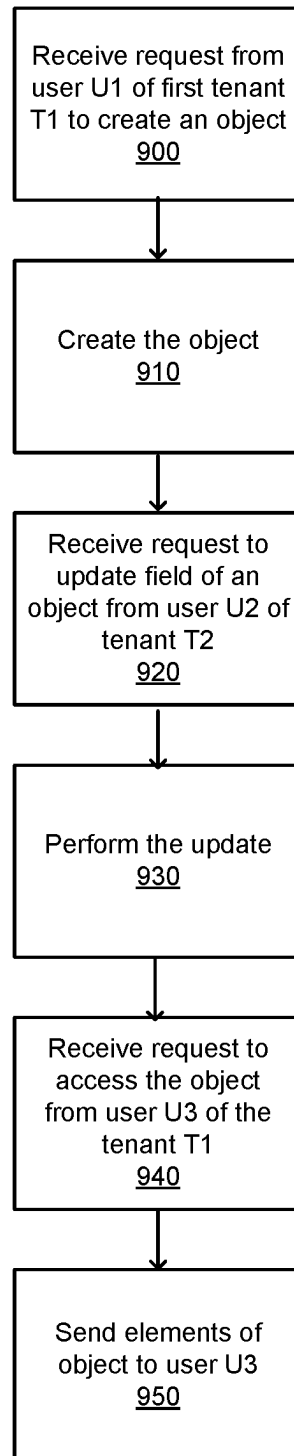 Receive request from
user U1 of first tenant
T1 to create an object
900
Create the object
910
Receive request to
update field of an
object from user U2 of
tenant T2
920
Perform the update
930
Receive request to
access the object
from user U3 of the
tenant T1
940
Send elements of
object to user U3
950